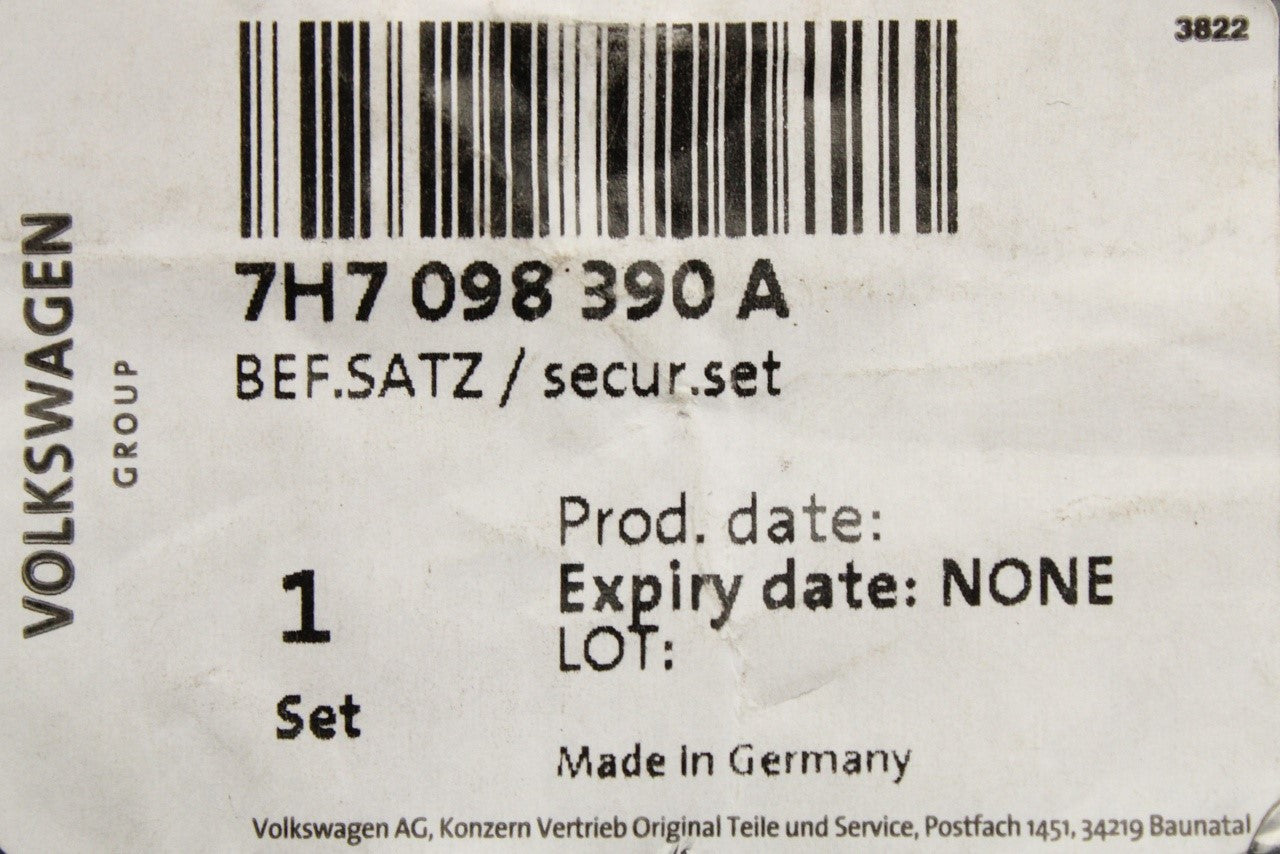 3822
VOLKSWAGEN
GROUP
7H7 098 390 A
BEF.SATZ / secur.set
Prod. date:
Expiry date: NONE
LOT:
1
Set
Made in Germany
Volkswagen AG, Konzern Vertrieb Original Teile und Service, Postfach 1451, 34219 Baunatal